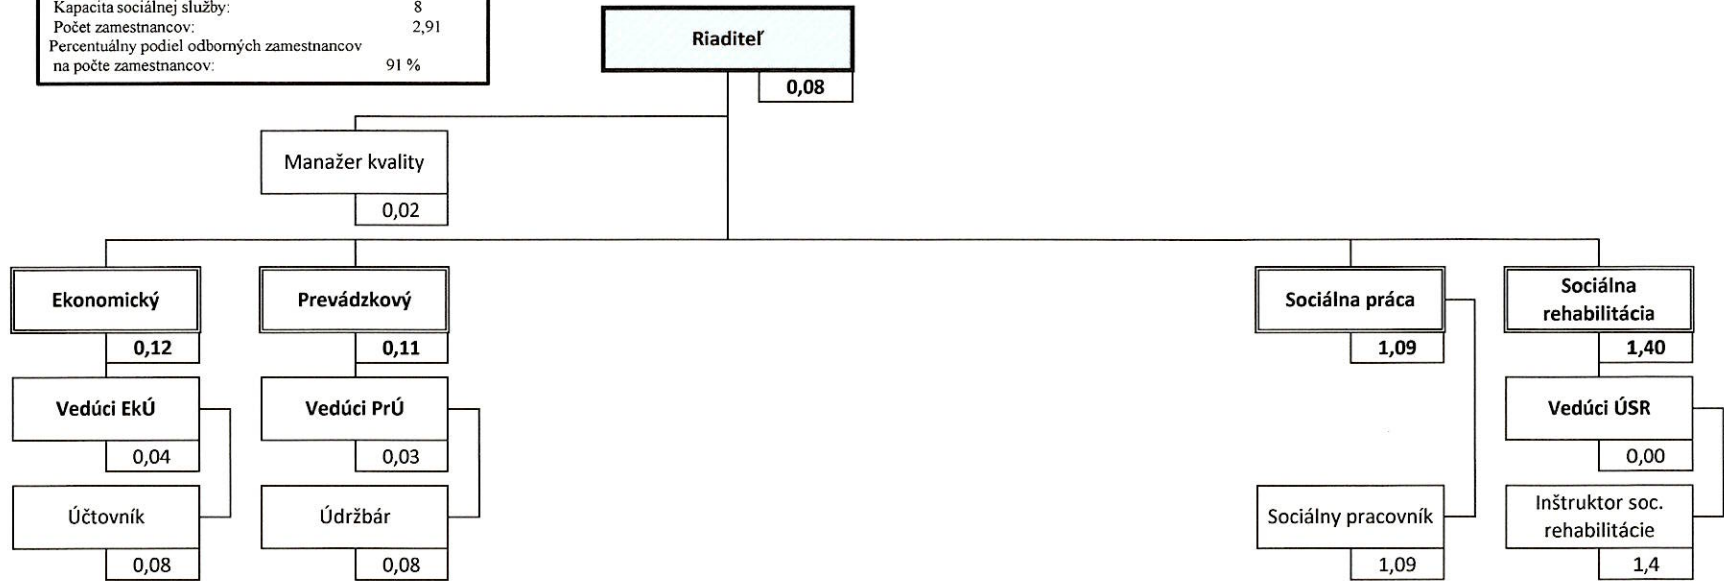 Kapacita sociálnej služby: 8
Počet zamestnancov: 2,91
Percentuálny podiel odborných zamestnancov
na počte zamestnancov: 91 %
Riaditeľ
0,08
Manažer kvality
0,02
Ekonomický
0,12
Prevádzkový
0,11
Sociálna práca
1,09
Sociálna
rehabilitácia
1,40
Vedúci EkÚ
0,04
Vedúci PrÚ
0,03
Vedúci ÚSR
0,00
Účtovník
0,08
Údržbár
0,08
Sociálny pracovník
1,09
Inštruktor soc.
rehabilitácie
1,4